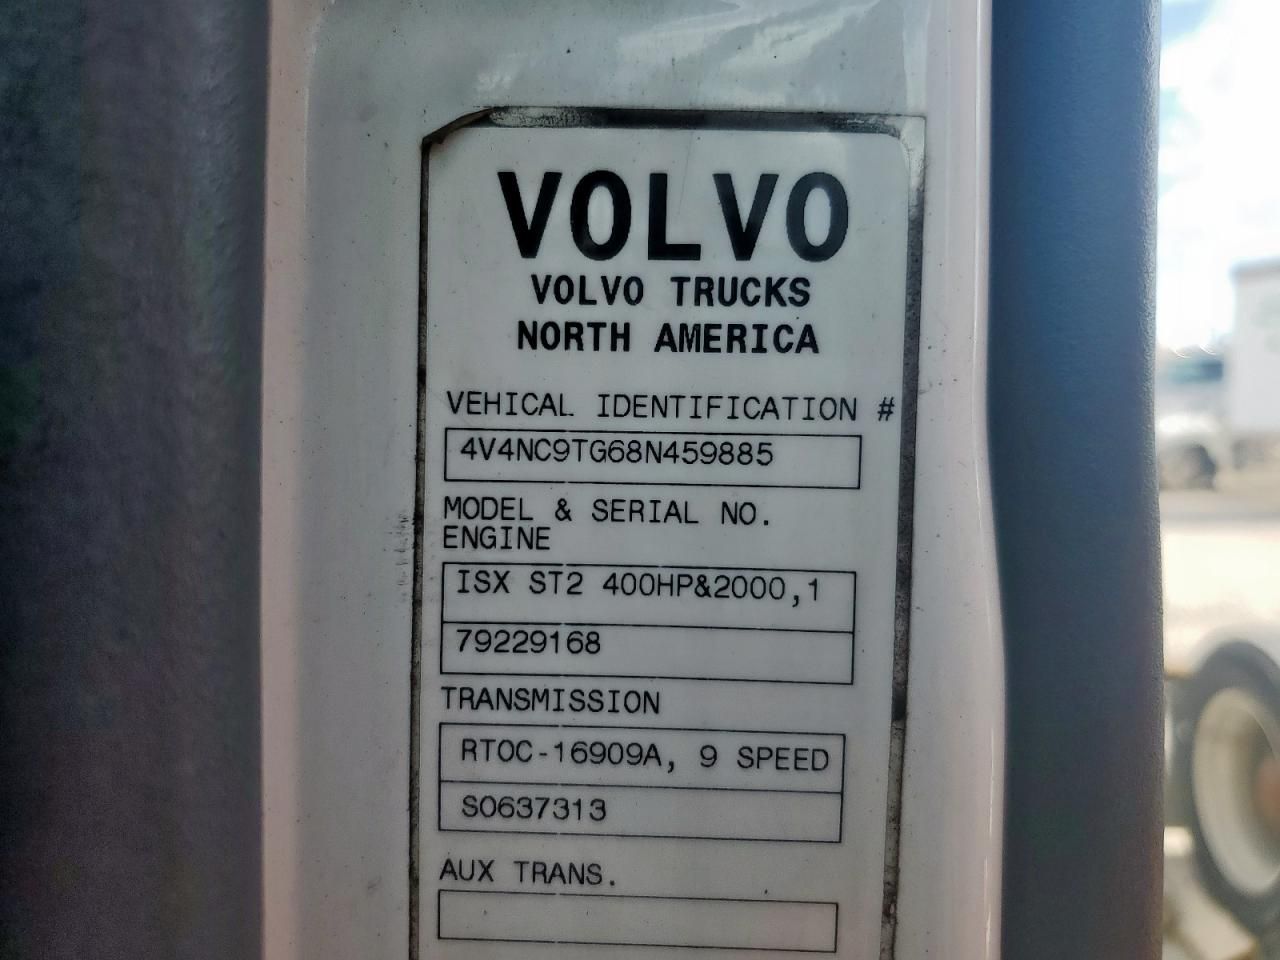 VOLVO
VOLVO TRUCKS
NORTH AMERICA
VEHICAL IDENTIFICATION #
4V4NC9TG68N459885
MODEL & SERIAL NO.
ENGINE
ISX ST2 400HP&2000,1
79229168
TRANSMISSION
RTOC-16909A, 9 SPEED
S0637313
AUX TRANS.